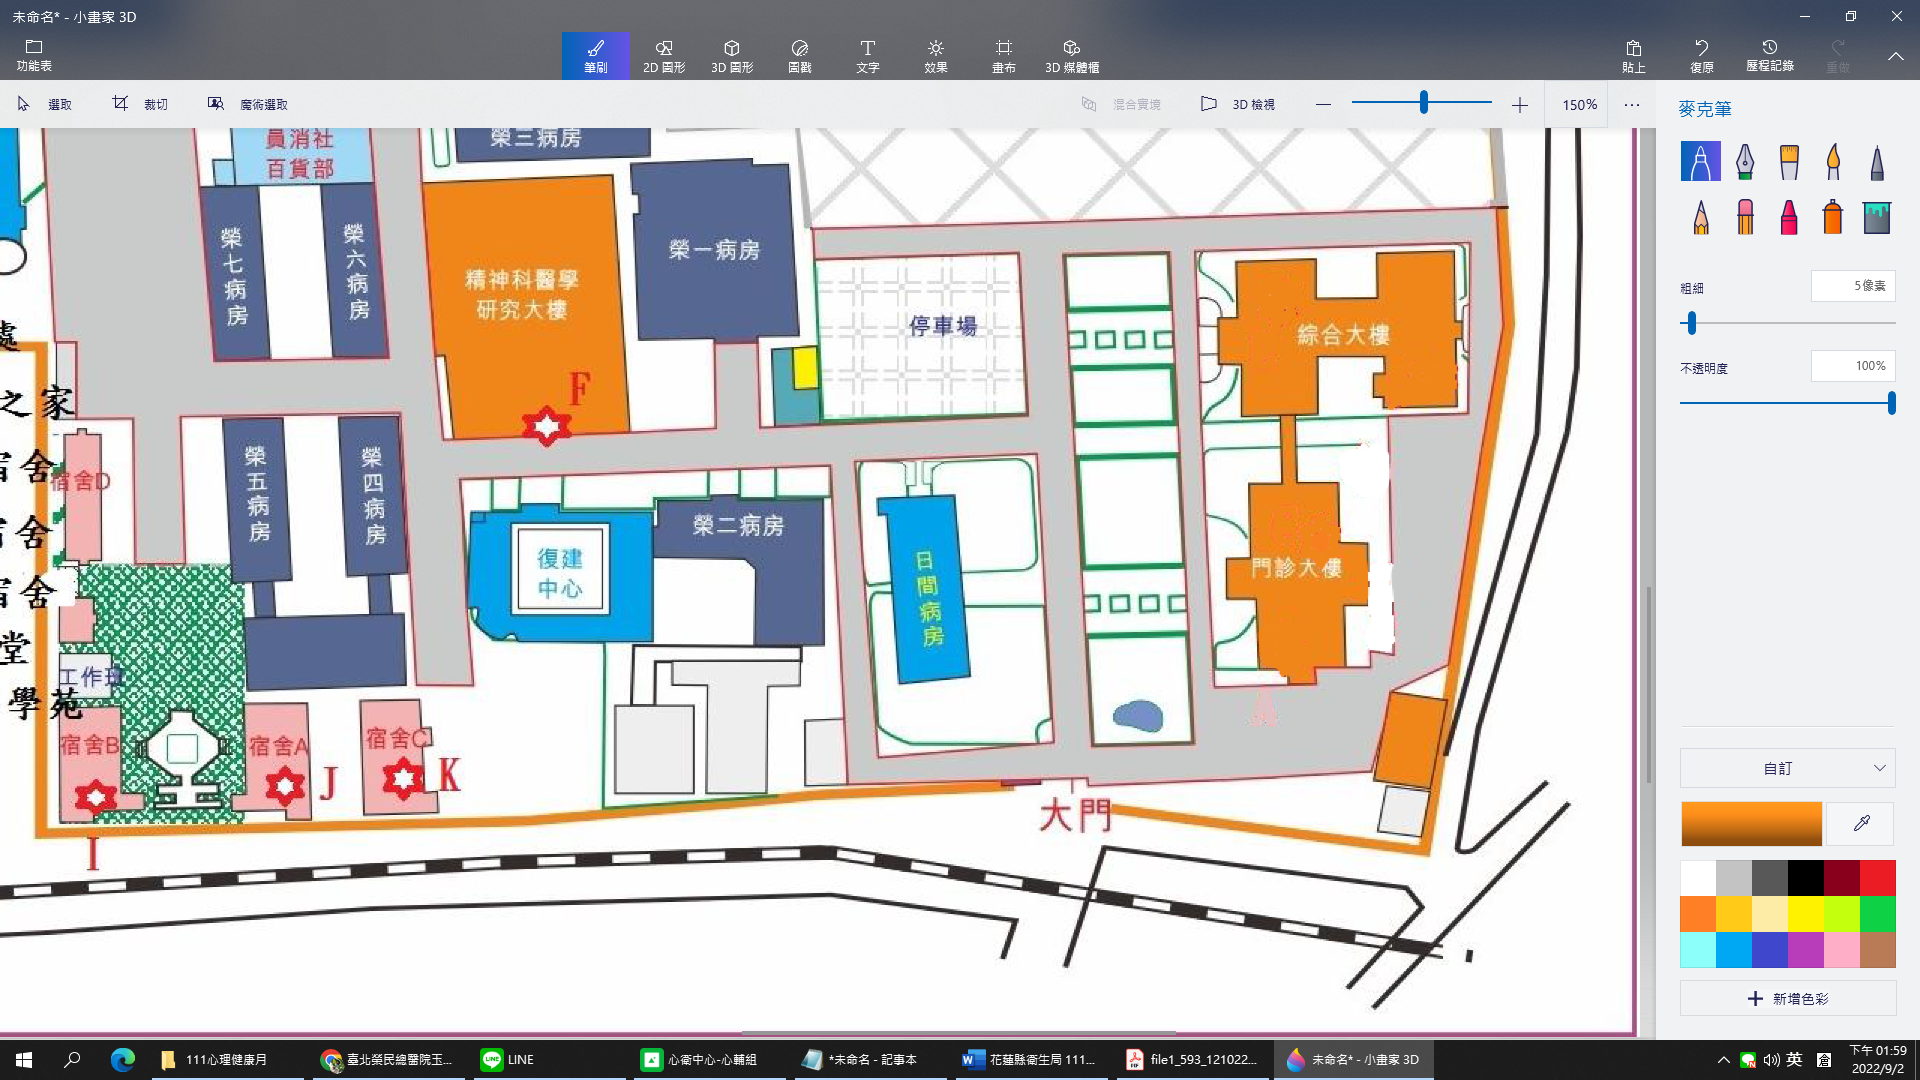 未命名* - 小畫家 3D
功能表
筆刷
2D 圖形
3D 圖形
圖戳
文字
效果
畫布
3D 媒體櫃
貼上
復原
歷程記錄
重做
選取
裁切
魔術選取
混合實境
3D 檢視
150%
麥克筆
粗細
5像素
不透明度
100%
自訂
新增色彩
員消社
百貨部
榮三病房
榮七病房
榮六病房
精神科醫學
研究大樓
榮一病房
停車場
綜合大樓
F
處
之家
宿舍
宿舍D
榮五病房
榮四病房
復建
中心
榮二病房
日間病房
門診大樓
舍
舍
堂
工作班
學苑
宿舍B
宿舍A
宿舍C
J
K
I
大門
111心理健康月
臺北榮民總醫院玉...
LINE
心衛中心-心輔組
*未命名 - 記事本
花蓮縣衛生局 111...
file1_593_121022...
未命名* - 小畫家 3D
英
倉
下午 01:59
2022/9/2